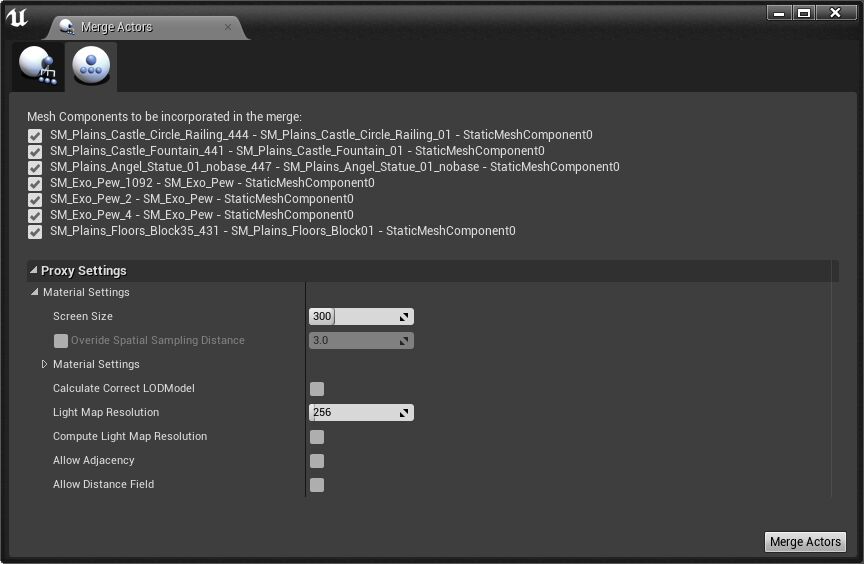 Merge Actors
Mesh Components to be incorporated in the merge:
SM_Plains_Castle_Circle_Railing_444 - SM_Plains_Castle_Circle_Railing_01 - StaticMeshComponent0
SM_Plains_Castle_Fountain_441 - SM_Plains_Castle_Fountain_01 - StaticMeshComponent0
SM_Plains_Angel_Statue_01_nobase_447 - SM_Plains_Angel_Statue_01_nobase - StaticMeshComponent0
SM_Exo_Pew_1092 - SM_Exo_Pew - StaticMeshComponent0
SM_Exo_Pew_2 - SM_Exo_Pew - StaticMeshComponent0
SM_Exo_Pew_4 - SM_Exo_Pew - StaticMeshComponent0
SM_Plains_Floors_Block35_431 - SM_Plains_Floors_Block01 - StaticMeshComponent0
Proxy Settings
Material Settings
Screen Size 300
Overide Spatial Sampling Distance 3.0
Material Settings
Calculate Correct LODModel
Light Map Resolution 256
Compute Light Map Resolution
Allow Adjacency
Allow Distance Field
Merge Actors